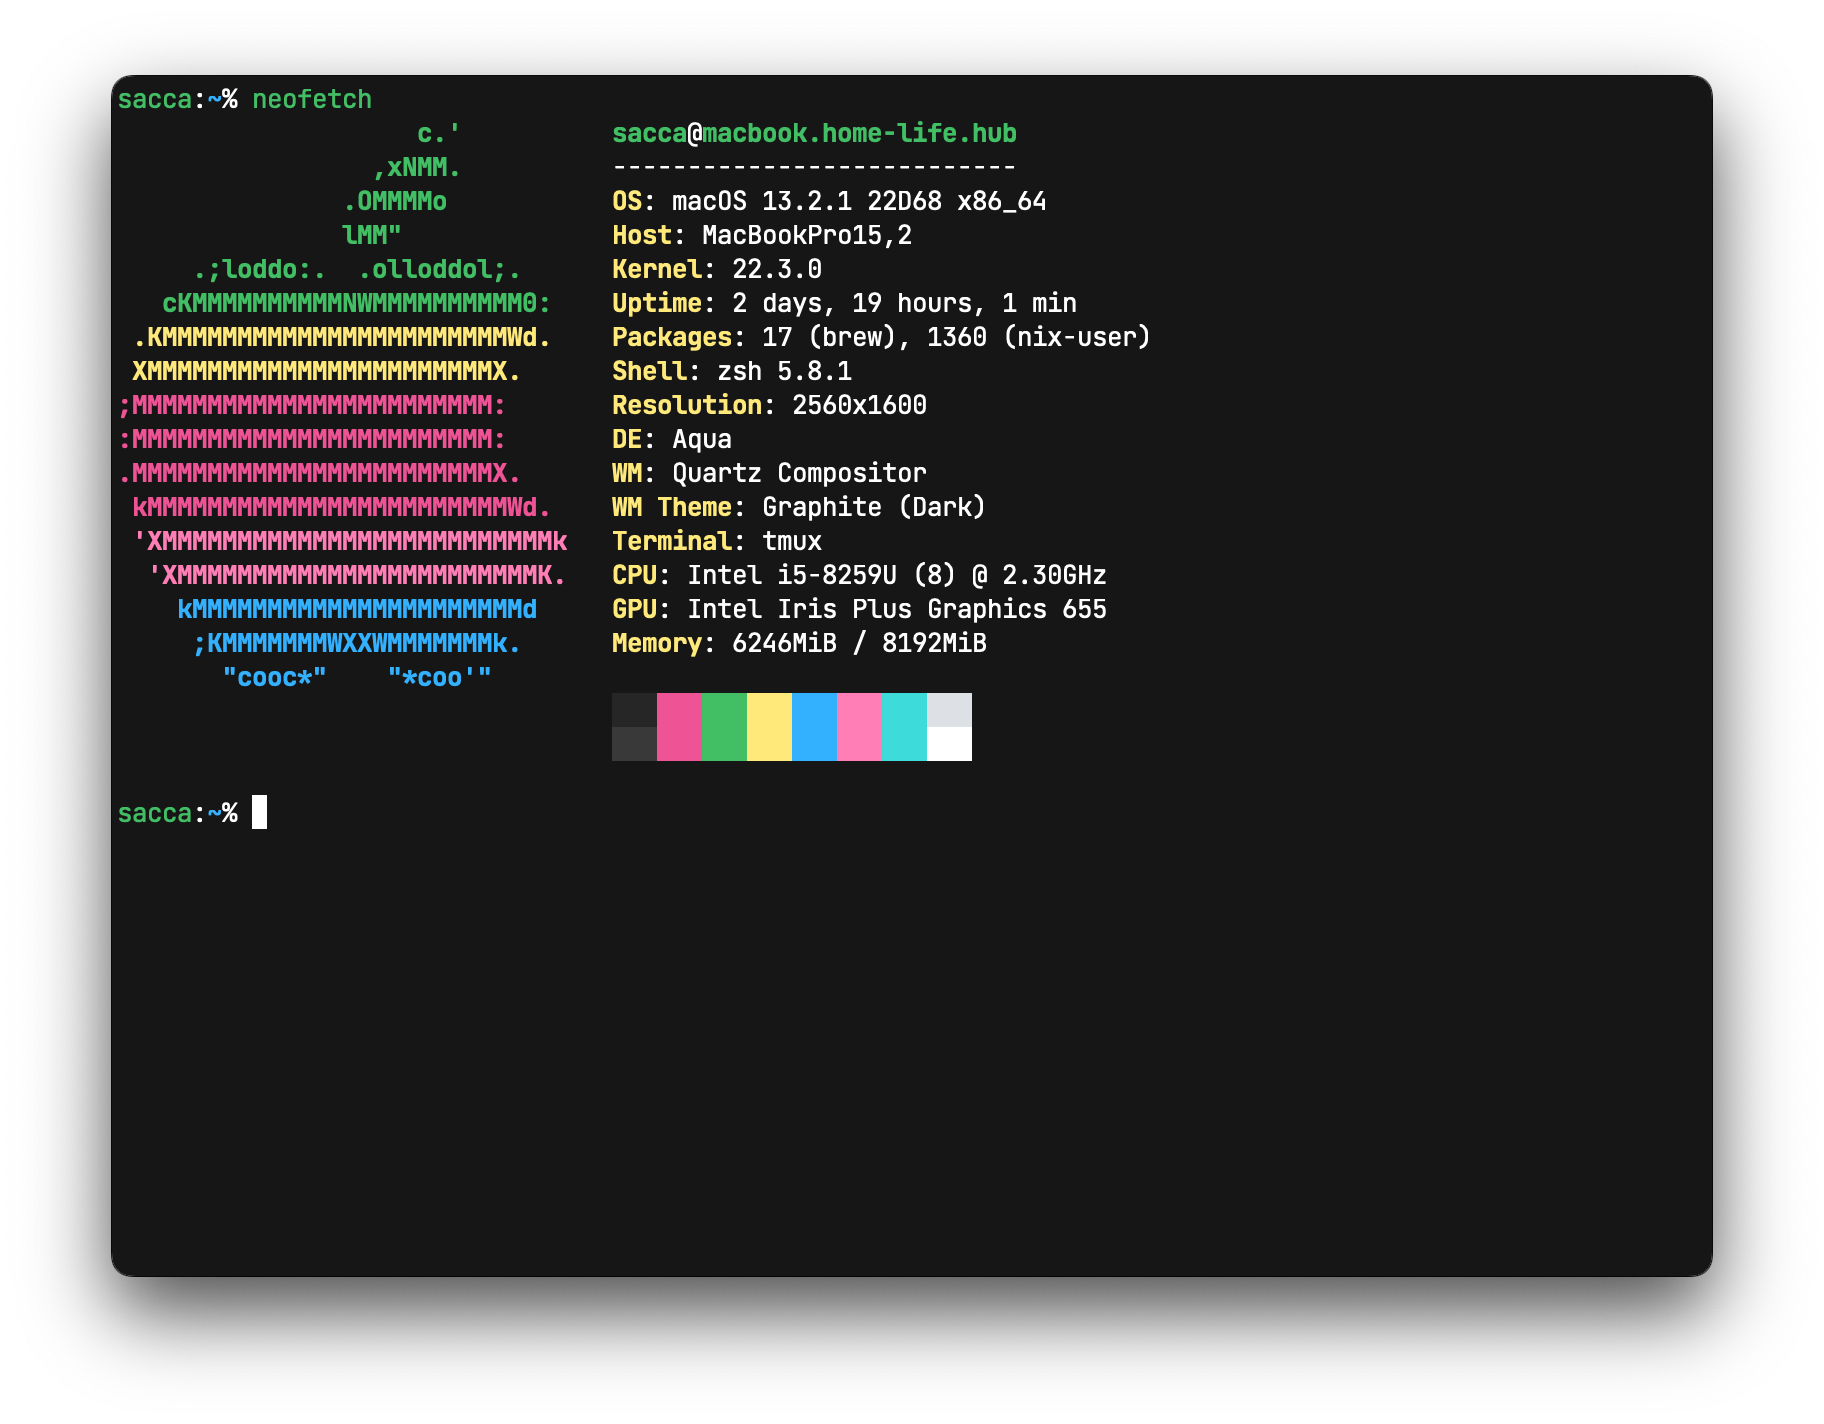 sacca:~% neofetch
                    c.'          sacca@macbook.home-life.hub
                 ,xNMM.          ---------------------------
               .OMMMMo           OS: macOS 13.2.1 22D68 x86_64
               lMM"              Host: MacBookPro15,2
     .;loddo:.  .olloddol;.      Kernel: 22.3.0
   cKMMMMMMMMMMNWMMMMMMMMMM0:    Uptime: 2 days, 19 hours, 1 min
 .KMMMMMMMMMMMMMMMMMMMMMMMWd.    Packages: 17 (brew), 1360 (nix-user)
 XMMMMMMMMMMMMMMMMMMMMMMMX.      Shell: zsh 5.8.1
;MMMMMMMMMMMMMMMMMMMMMMMM:       Resolution: 2560x1600
:MMMMMMMMMMMMMMMMMMMMMMMM:       DE: Aqua
.MMMMMMMMMMMMMMMMMMMMMMMMX.      WM: Quartz Compositor
 kMMMMMMMMMMMMMMMMMMMMMMMMWd.    WM Theme: Graphite (Dark)
 'XMMMMMMMMMMMMMMMMMMMMMMMMMMk   Terminal: tmux
  'XMMMMMMMMMMMMMMMMMMMMMMMMK.   CPU: Intel i5-8259U (8) @ 2.30GHz
    kMMMMMMMMMMMMMMMMMMMMMMd     GPU: Intel Iris Plus Graphics 655
     ;KMMMMMMMWXXWMMMMMMMk.      Memory: 6246MiB / 8192MiB
       "cooc*"    "*coo'"
sacca:~%